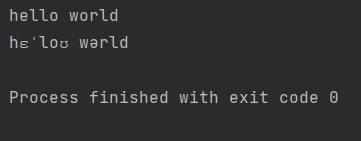 hello world
hɛˈloʊ wərld
Process finished with exit code 0